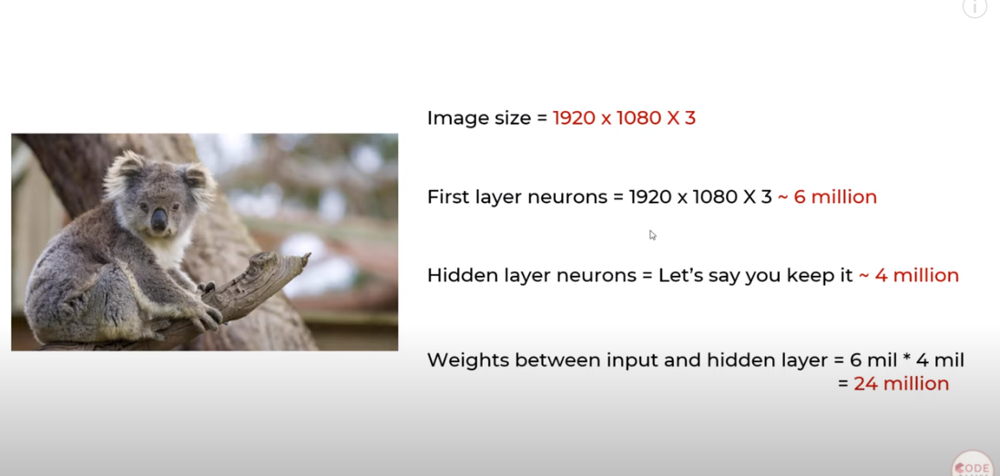 Image size = 1920 x 1080 X 3
First layer neurons = 1920 x 1080 X 3 ~ 6 million
Hidden layer neurons = Let’s say you keep it ~ 4 million
Weights between input and hidden layer = 6 mil * 4 mil
= 24 million
CODE